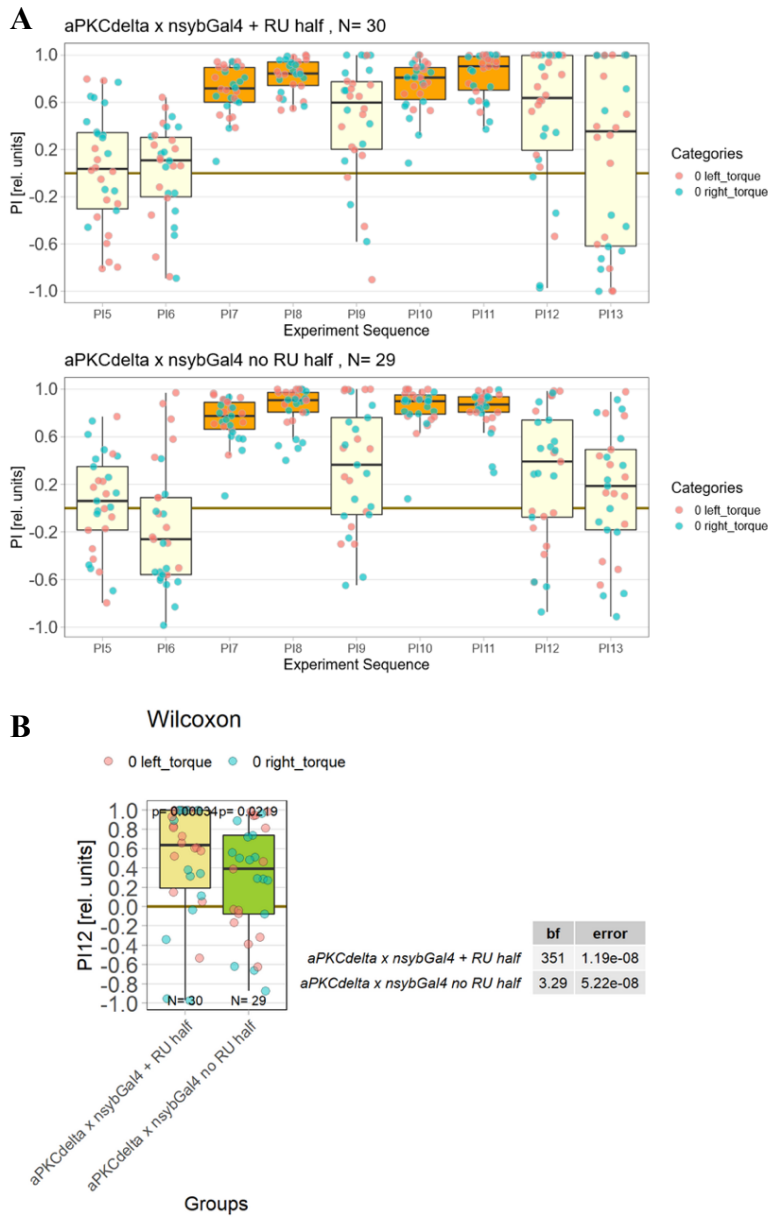 A
aPKCdelta x nsybGal4 + RU half , N= 30
PI [rel. units]
1.0
0.6
0.2
-0.2
-0.6
-1.0
PI5 PI6 PI7 PI8 PI9 PI10 PI11 PI12 PI13
Experiment Sequence
Categories
0 left_torque
0 right_torque
aPKCdelta x nsybGal4 no RU half , N= 29
PI [rel. units]
1.0
0.6
0.2
-0.2
-0.6
-1.0
PI5 PI6 PI7 PI8 PI9 PI10 PI11 PI12 PI13
Experiment Sequence
Categories
0 left_torque
0 right_torque
B
Wilcoxon
0 left_torque 0 right_torque
PI12 [rel. units]
1.0
0.8
0.6
0.4
0.2
0.0
-0.2
-0.4
-0.6
-0.8
-1.0
p= 0.00034 p= 0.0219
N= 30 N= 29
aPKCdelta x nsybGal4 + RU half
aPKCdelta x nsybGal4 no RU half
Groups
bf error
aPKCdelta x nsybGal4 + RU half 351 1.19e-08
aPKCdelta x nsybGal4 no RU half 3.29 5.22e-08